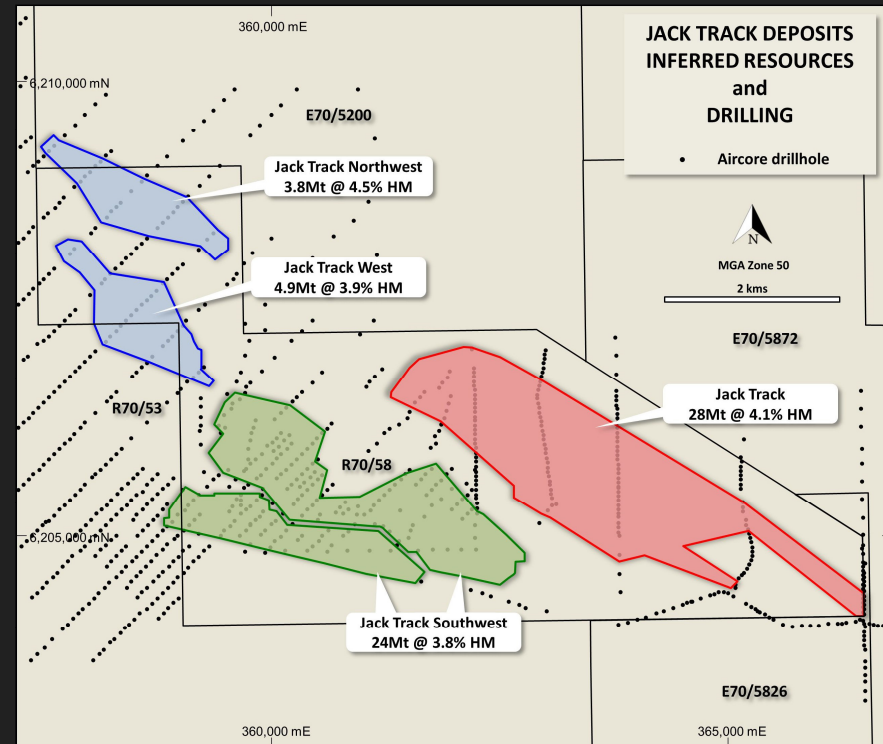 360,000 mE
JACK TRACK DEPOSITS
INFERRED RESOURCES
and
DRILLING
Aircore drillhole
6,210,000 mN
E70/5200
Jack Track Northwest
3.8Mt @ 4.5% HM
N
MGA Zone 50
2 kms
Jack Track West
4.9Mt @ 3.9% HM
E70/5872
Jack Track
28Mt @ 4.1% HM
R70/53
R70/58
6,205,000 mN
Jack Track Southwest
24Mt @ 3.8% HM
E70/5826
360,000 mE
365,000 mE